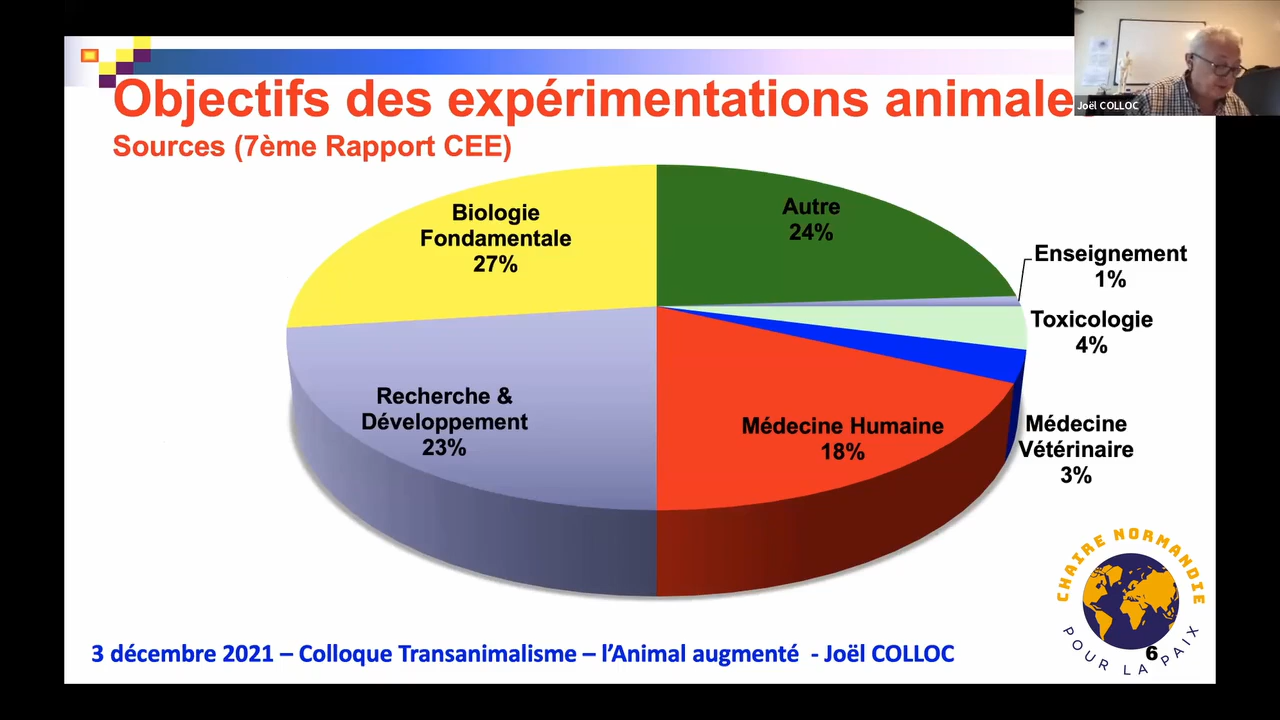 Objectifs des expérimentations animale
Joël COLLOC
Sources (7ème Rapport CEE)
Biologie
Fondamentale
27%
Autre
24%
Enseignement
1%
Toxicologie
4%
Recherche &
Développement
23%
Médecine Humaine
18%
Médecine
Vétérinaire
3%
CHAIRE NORMANDIE
POUR LA PAIX
6
3 décembre 2021 – Colloque Transanimalisme – l’Animal augmenté - Joël COLLOC